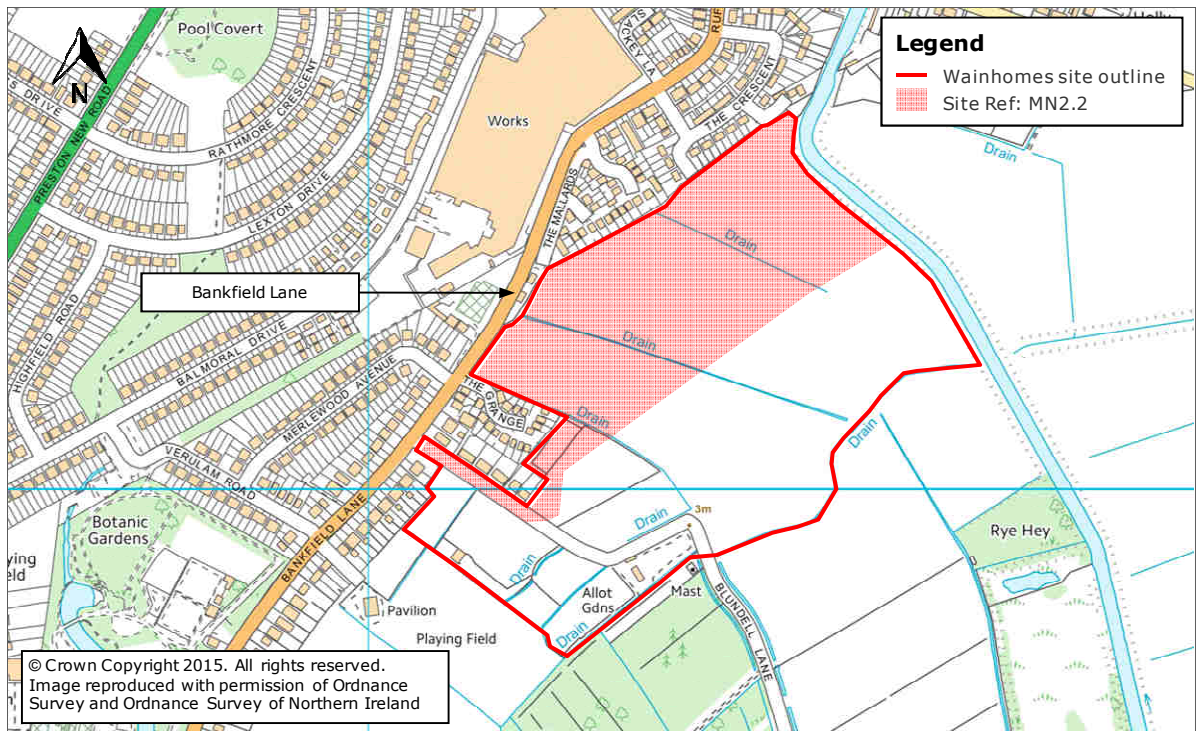 Pool Covert
N
S DRIVE
PRESTON NEW ROAD
RATHMORE CRESCENT
LEXTON DRIVE
Works
RUF
THE CRESCENT
THE MALLARDS
Legend
Wainhomes site outline
Site Ref: MN2.2
Drain
Drain
Drain
Bankfield Lane
HIGHFIELD ROAD
BALMORAL DRIVE
MERLEWOOD AVENUE
THE GRANGE
Drain
Drain
VERULAM ROAD
BANKFIELD LANE
Botanic
Gardens
ying
eld
3m
Drain
Drain
Allot
Gdns
Mast
BLUNDELL LANE
Rye Hey
Pavilion
Playing Field
Drain
© Crown Copyright 2015. All rights reserved.
Image reproduced with permission of Ordnance
Survey and Ordnance Survey of Northern Ireland